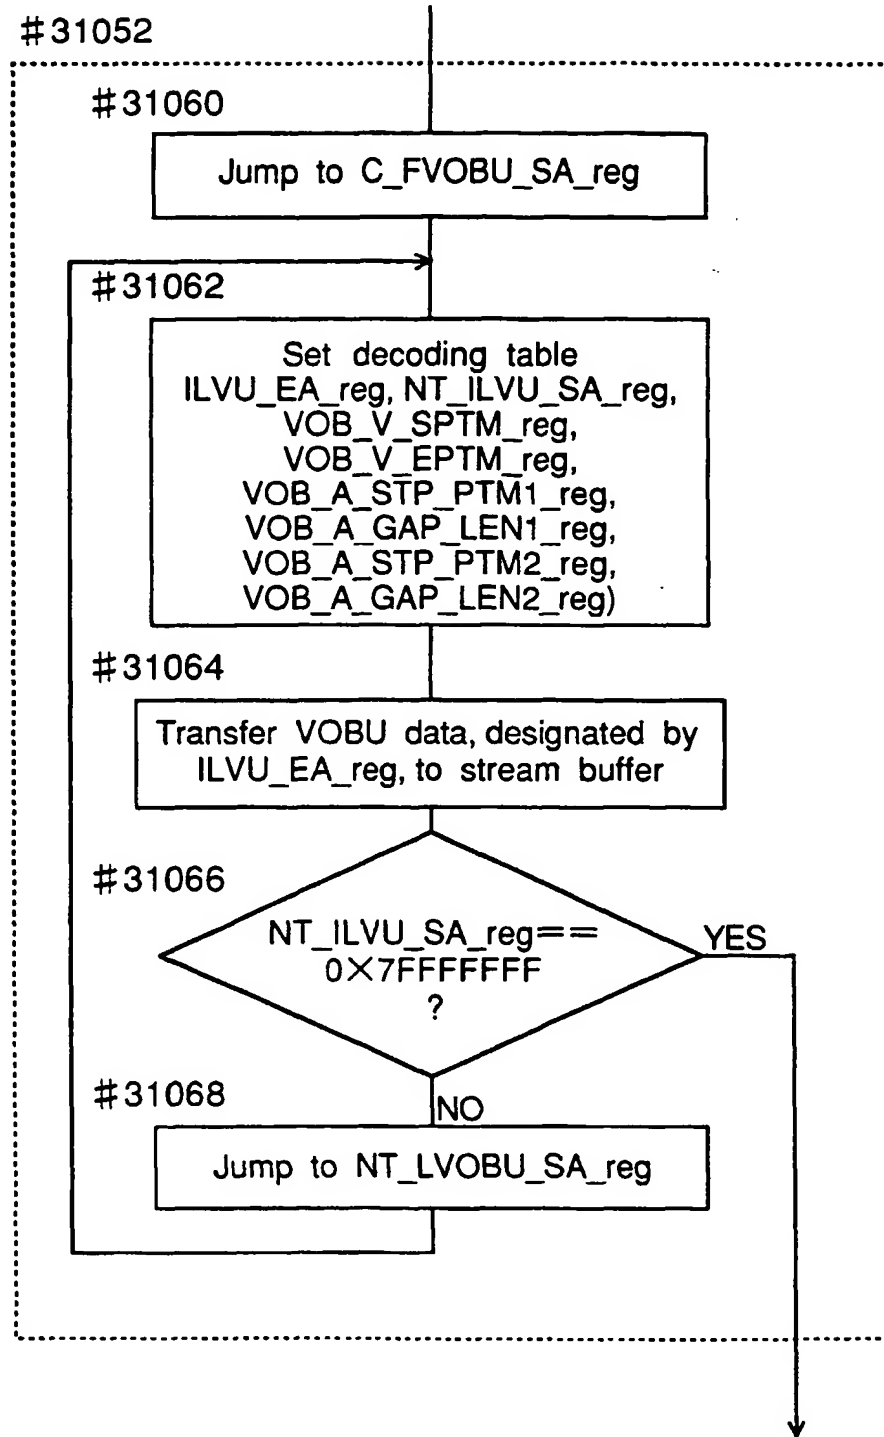 #31052
#31060
Jump to C_FVOBU_SA_reg
#31062
Set decoding table
ILVU_EA_reg, NT_ILVU_SA_reg,
VOB_V_SPTM_reg,
VOB_V_EPTM_reg,
VOB_A_STP_PTM1_reg,
VOB_A_GAP_LEN1_reg,
VOB_A_STP_PTM2_reg,
VOB_A_GAP_LEN2_reg)
#31064
Transfer VOBU data, designated by
ILVU_EA_reg, to stream buffer
#31066
NT_ILVU_SA_reg==
0×7FFFFFFF
?
YES
#31068
NO
Jump to NT_LVOBU_SA_reg